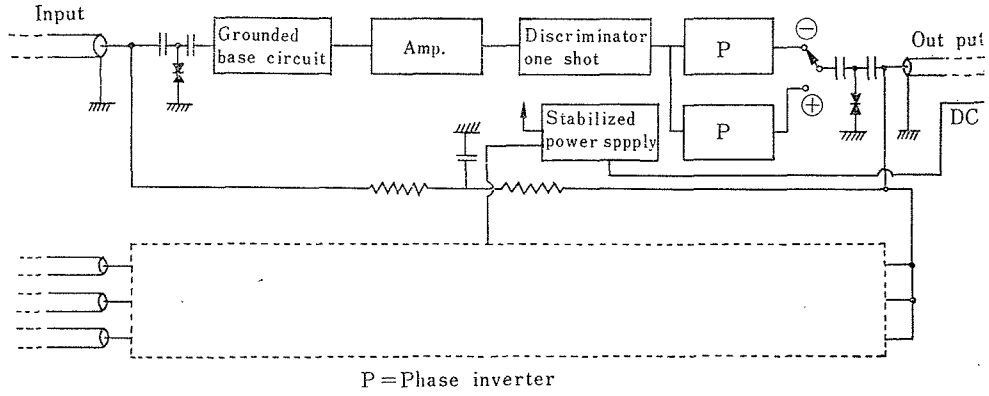 Input
Grounded
base circuit
Amp.
Discriminator
one shot
P
⊖
Out put
P
⊕
Stabilized
power sppply
DC
P=Phase inverter